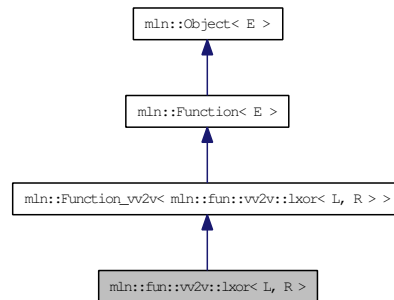 mln::Object< E >
mln::Function< E >
mln::Function_vv2v< mln::fun::vv2v::lxor< L, R > >
mln::fun::vv2v::lxor< L, R >